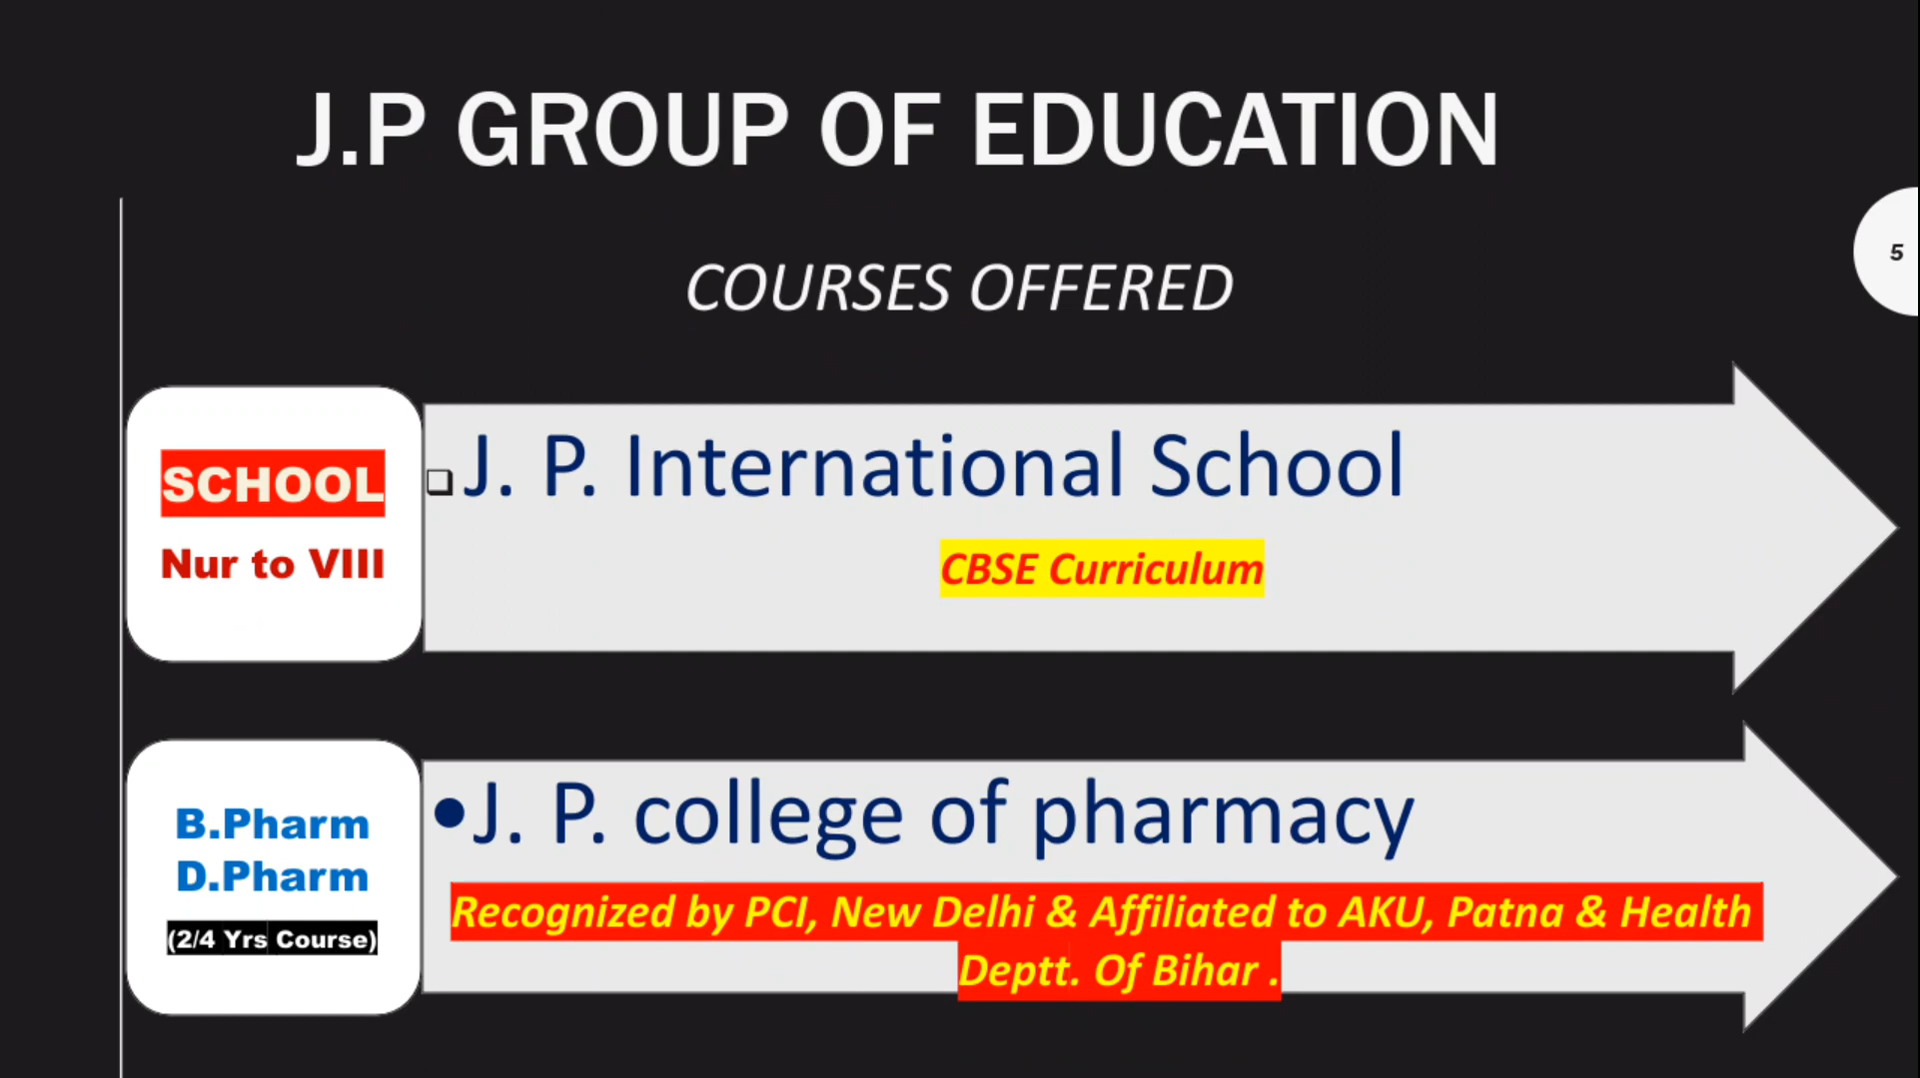 J.P GROUP OF EDUCATION
5
COURSES OFFERED
SCHOOL
Nur to VIII
J. P. International School
CBSE Curriculum
B.Pharm
D.Pharm
(2/4 Yrs Course)
•J. P. college of pharmacy
Recognized by PCI, New Delhi & Affiliated to AKU, Patna & Health
Deptt. Of Bihar .